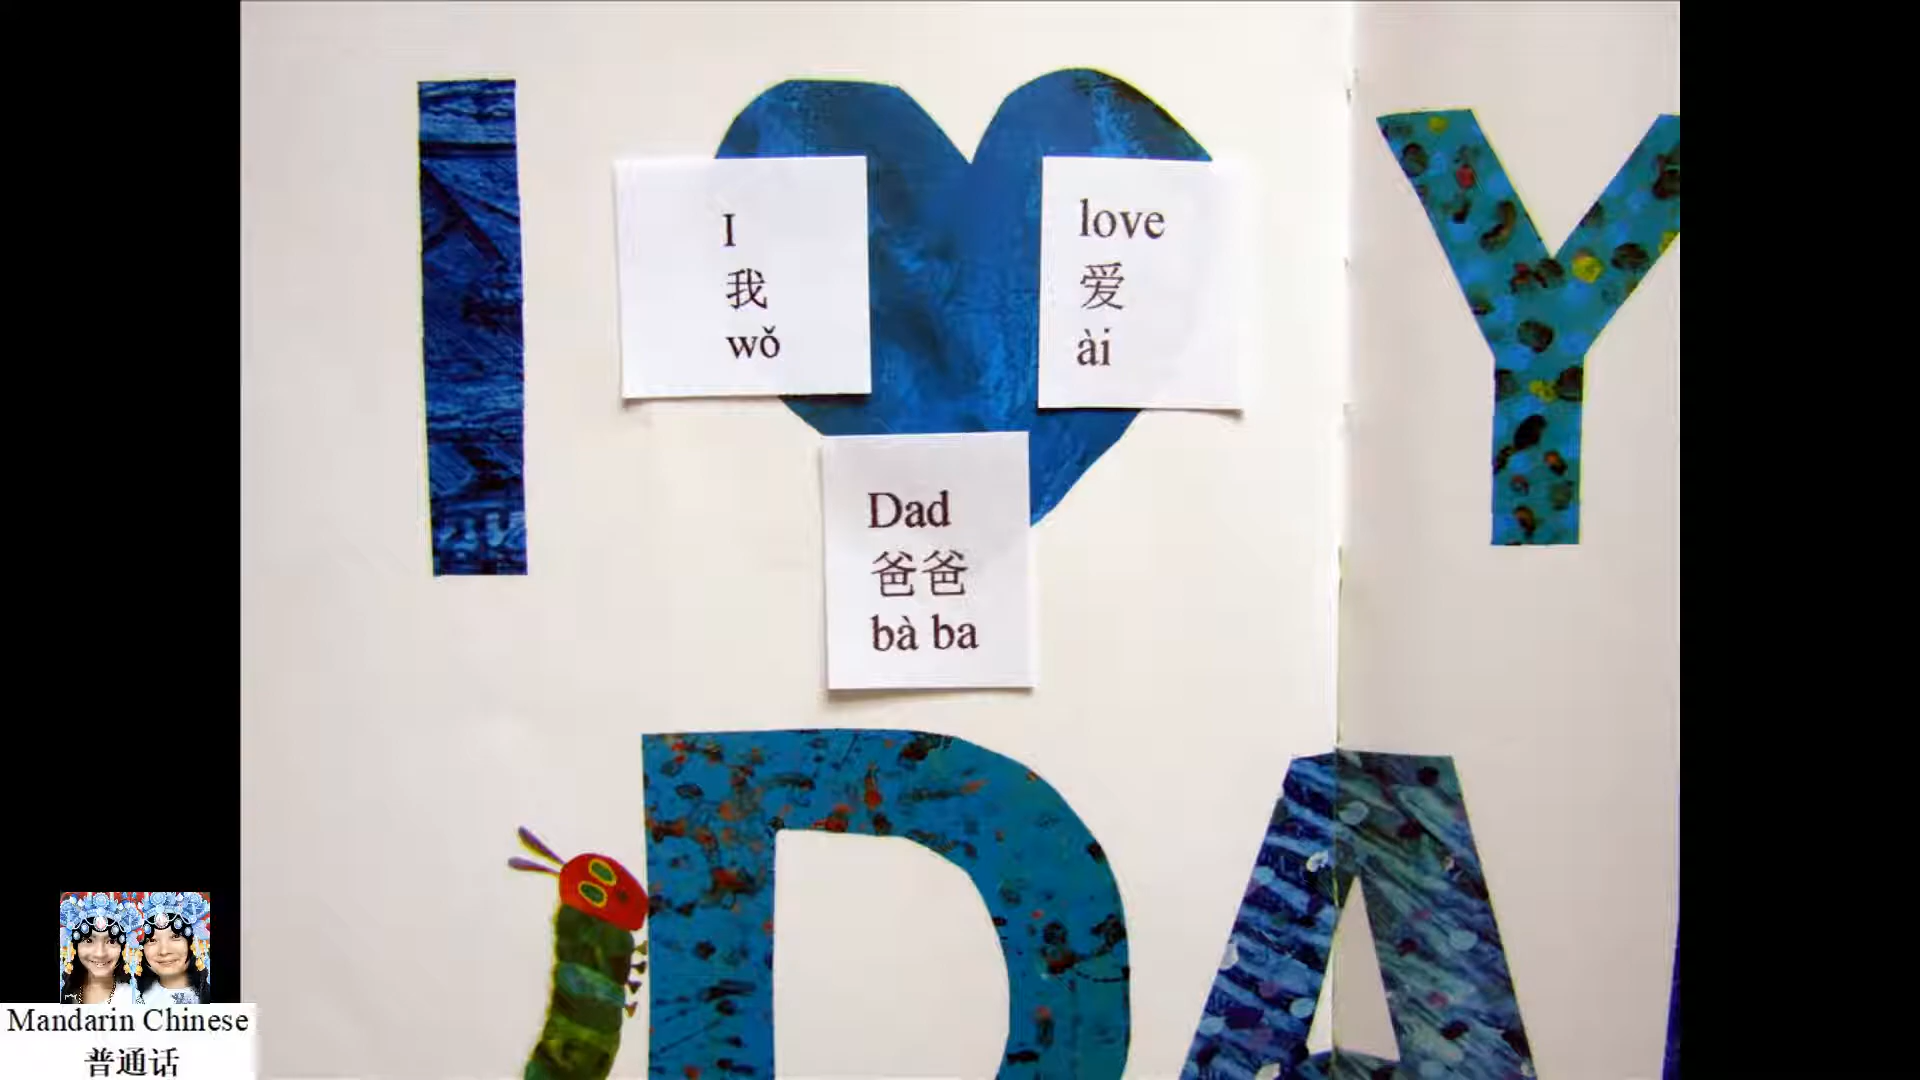 I
Y
I
我
wǒ
love
爱
ài
Dad
爸爸
bà ba
DA
Mandarin Chinese
普通话